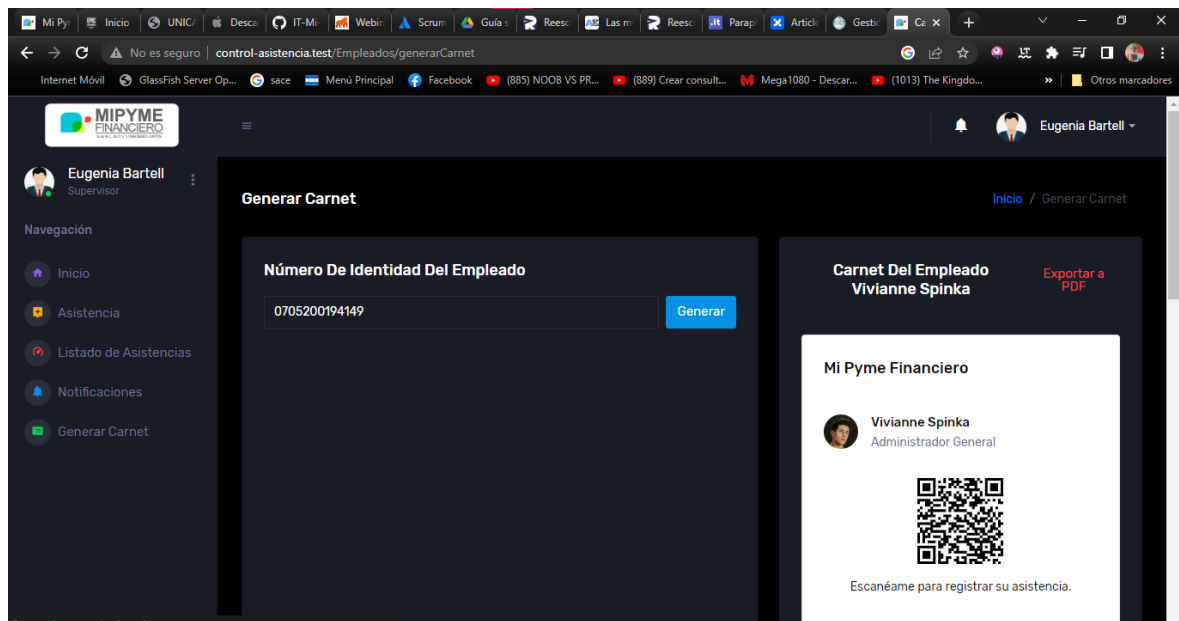 Mi Py
Inicio
UNICA
Desca
IT-Mi-
Webin
Scrum
Guía s
Reesc
Las m
Reesc
Parap
Article
Gestió
Ca
No es seguro
control-asistencia.test/Empleados/generarCarnet
Internet Móvil
GlassFish Server Op...
sace
Menú Principal
Facebook
(885) NOOB VS PR...
(889) Crear consult...
Mega1080 - Descar...
(1013) The Kingdo...
»
Otros marcadores
MIPYME
FINANCIERO
Eugenia Bartell
Eugenia Bartell
Supervisor
Navegación
Inicio
Asistencia
Listado de Asistencias
Notificaciones
Generar Carnet
Generar Carnet
Inicio / Generar Carnet
Número De Identidad Del Empleado
0705200194149
Generar
Carnet Del Empleado
Vivianne Spinka
Exportar a
PDF
Mi Pyme Financiero
Vivianne Spinka
Administrador General
Escanéame para registrar su asistencia.